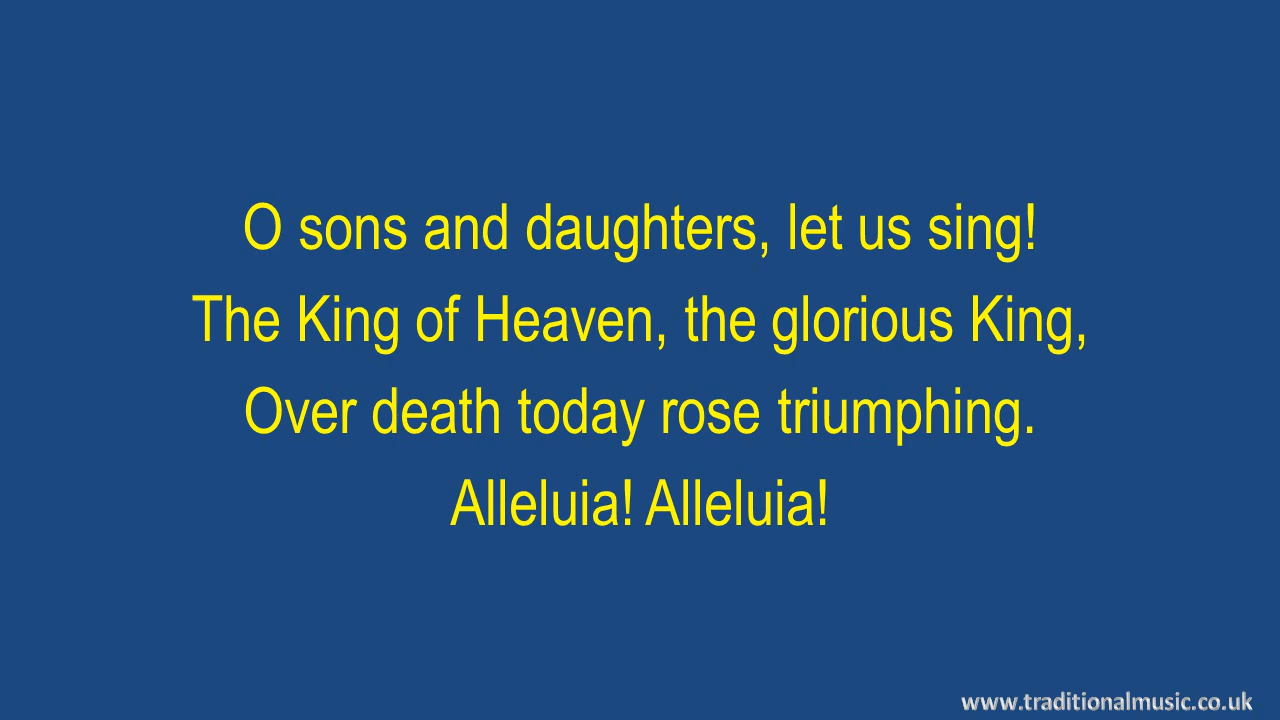 O sons and daughters, let us sing!
The King of Heaven, the glorious King,
Over death today rose triumphing.
Alleluia! Alleluia!
www.traditionalmusic.co.uk